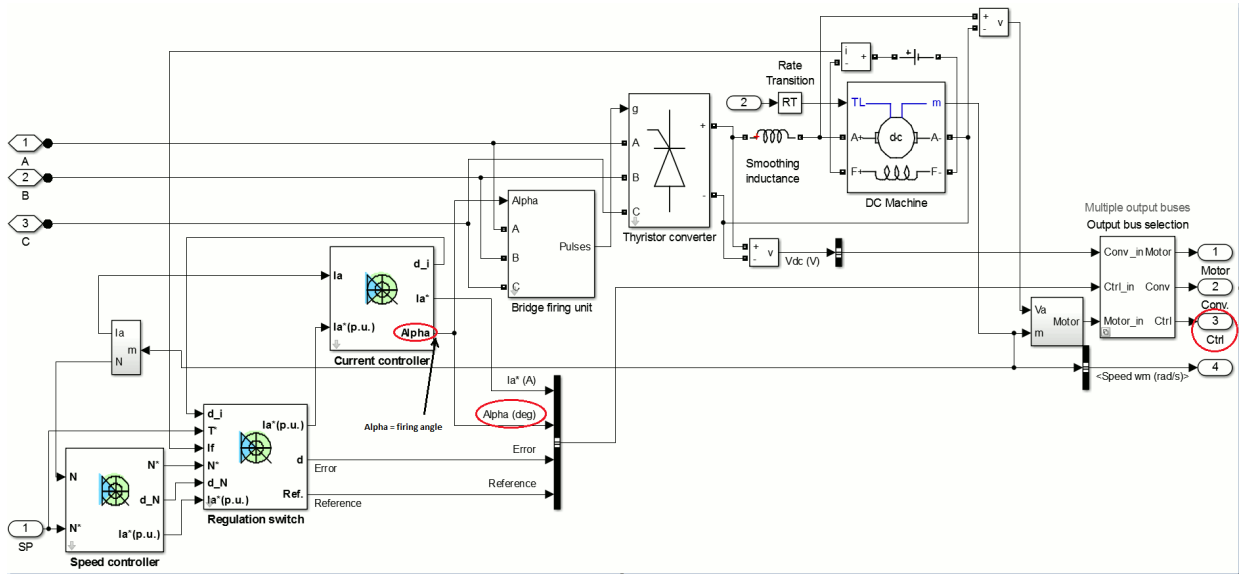 +
-
v
i
+
-
+
Rate
Transition
2
RT
TL
m
A+
dc
A-
F+
F-
DC Machine
g
A
B
C
+
-
Thyristor converter
Smoothing
inductance
1
A
2
B
3
C
Alpha
A
B
C
Pulses
Bridge firing unit
+
-
v
Vdc (V)
Multiple output buses
Output bus selection
Conv_in
Motor
Ctrl_in
Conv
Motor_in
Ctrl
1
Motor
2
Conv.
3
Ctrl
4
Va
m
Motor
<Speed wm (rad/s)>
Ia
Ia*(p.u.)
d_i
Ia*
Alpha
Current controller
Ia
N
m
Alpha = firing angle
Ia* (A)
Alpha (deg)
Error
Reference
d_i
T*
If
N*
d_N
Ia*(p.u.)
Ia*(p.u.)
d
Ref.
Error
Reference
Regulation switch
N
N*
N*
d_N
Ia*(p.u.)
Speed controller
1
SP